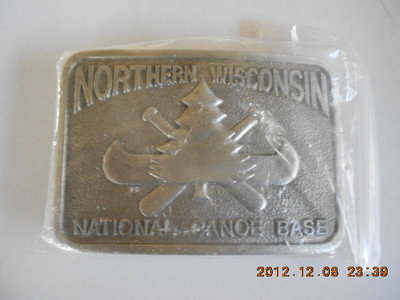 NORTHERN WISCONSIN
NATIONAL CANOE BASE
2012.12.08 23:39